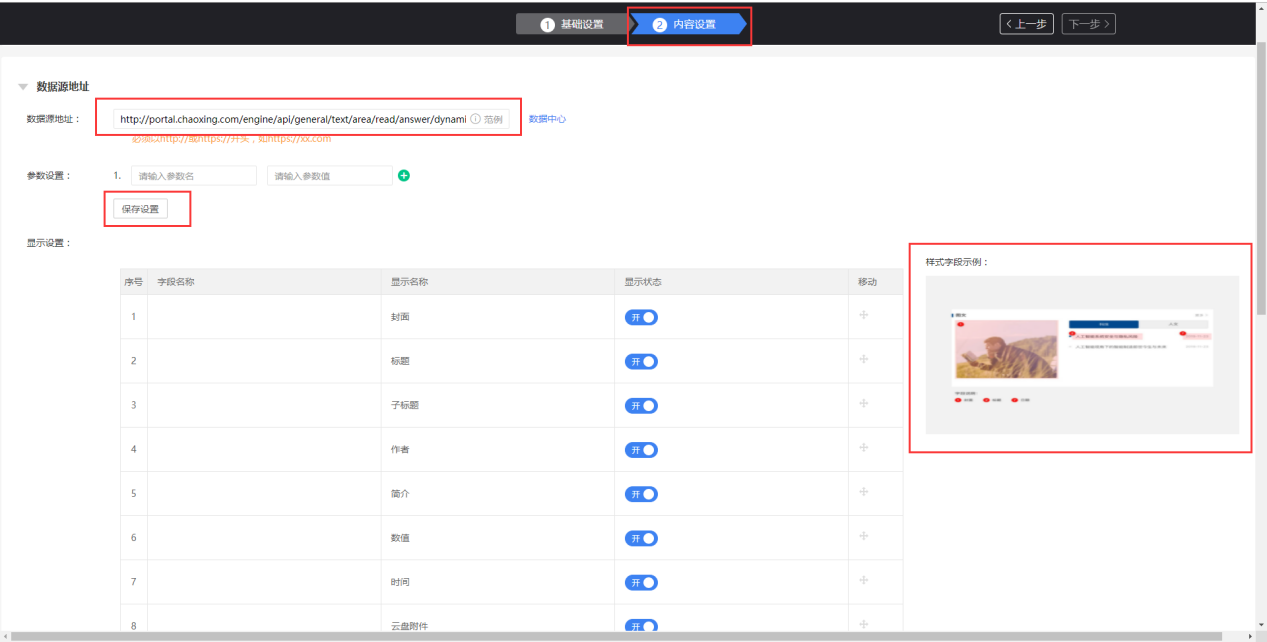 1 基础设置
2 内容设置
< 上一步
下一步 >
数据源地址
数据源地址：
http://portal.chaoxing.com/engine/api/general/text/area/read/answer/dynami
范例
数据中心
必须以http://或https://开头，如https://xx.com
参数设置：
1.
请输入参数名
请输入参数值
保存设置
显示设置：
样式字段示例：
序号 字段名称 显示名称 显示状态 移动
1 封面 开
2 标题 开
3 子标题 开
4 作者 开
5 简介 开
6 数值 开
7 时间 开
8 云盘附件 开